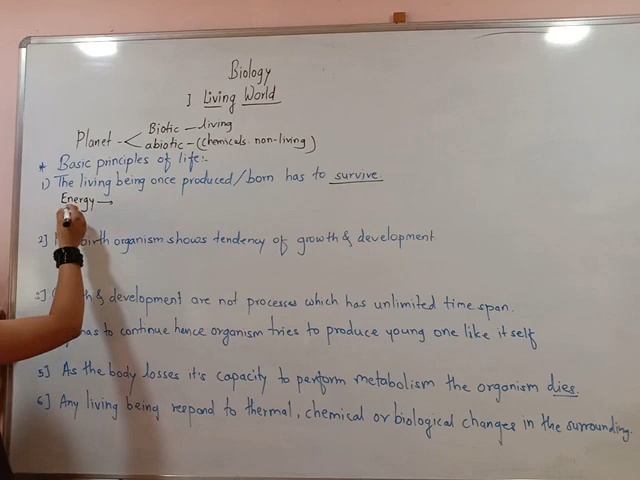 Biology
I Living World
Planet < Biotic - living
abiotic - (chemicals. non-living)
* Basic principles of life:-
1) The living being once produced/born has to survive.
Energy →
2] birth organism shows tendency of growth & development
3] & development are not processes which has unlimited time span.
has to continue hence organism tries to produce young one like itself
5] As the body losses it's capacity to perform metabolism the organism dies.
6] Any living being respond to thermal, chemical or biological changes in the surrounding.